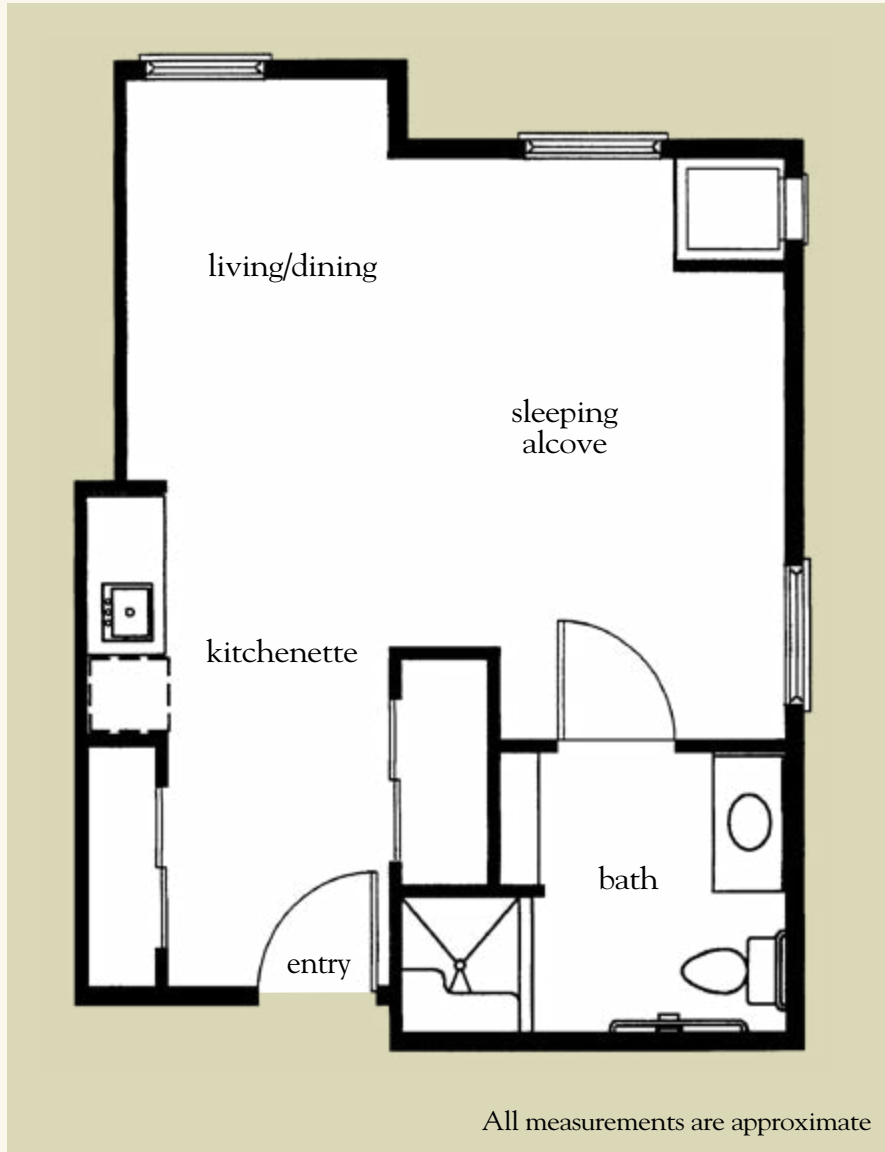 living/dining
sleeping
alcove
kitchenette
bath
entry
All measurements are approximate